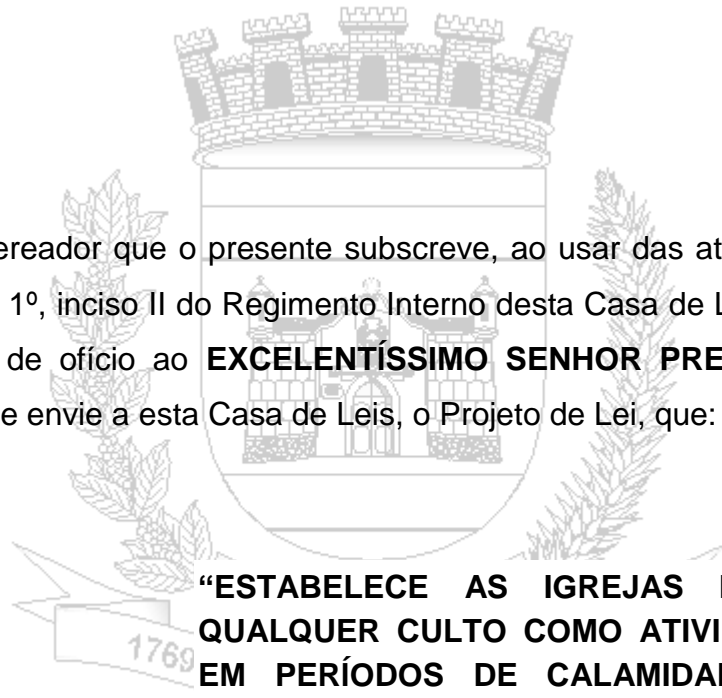 ereador que o presente subscreve, ao usar das at
1º, inciso II do Regimento Interno desta Casa de L
de ofício ao EXCELENTÍSSIMO SENHOR PRE
e envie a esta Casa de Leis, o Projeto de Lei, que:
“ESTABELECE AS IGREJAS
QUALQUER CULTO COMO ATIVI
EM PERÍODOS DE CALAMIDA
1769